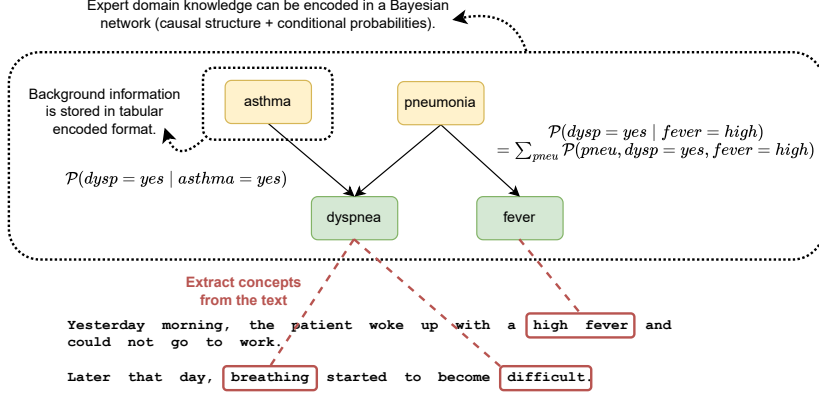 Expert domain knowledge can be encoded in a Bayesian
network (causal structure + conditional probabilities).
Background information
is stored in tabular
encoded format.
asthma
pneumonia
𝒫(dysp = yes | fever = high)
= ∑pneu 𝒫(pneu, dysp = yes, fever = high)
𝒫(dysp = yes | asthma = yes)
dyspnea
fever
Extract concepts
from the text
Yesterday morning, the patient woke up with a high fever and
could not go to work.
Later that day, breathing started to become difficult.